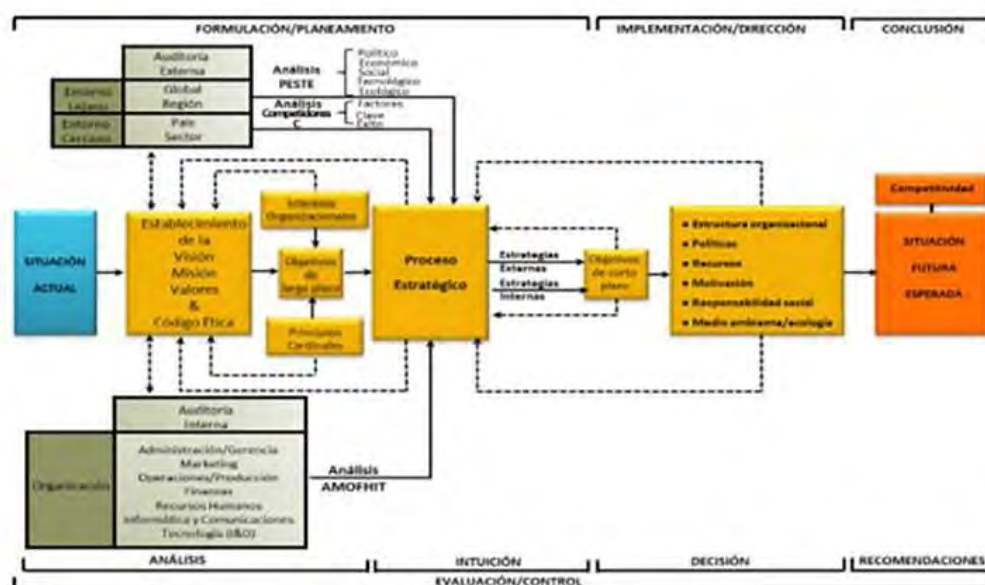 FORMULACIÓN/PLANEAMIENTO
IMPLEMENTACIÓN/DIRECCIÓN
CONCLUSIÓN
Auditoría
Externa
Entorno
Lejano
Global
Región
Entorno
Cercano
País
Sector
Análisis
PESTE
Político
Económico
Social
Tecnológico
Ecológico
Análisis
Competidores
C
Factores
Clave
Éxito
SITUACIÓN
ACTUAL
Establecimiento
de la
Visión
Misión
Valores
&
Código Ética
Intereses
Organizacionales
Objetivos
de
largo plazo
Principios
Cardinales
Proceso
Estratégico
Estrategias
Externas
Estrategias
Internas
Objetivos
de corto
plazo
• Estructura organizacional
• Políticas
• Recursos
• Motivación
• Responsabilidad social
• Medio ambiente/ecología
Competitividad
SITUACIÓN
FUTURA
ESPERADA
Auditoría
Interna
Organización
Administración/Gerencia
Marketing
Operaciones/Producción
Finanzas
Recursos Humanos
Informática y Comunicaciones
Tecnología (I&D)
Análisis
AMOFHIT
ANÁLISIS
INTUICIÓN
DECISIÓN
RECOMENDACIONES
EVALUACIÓN/CONTROL